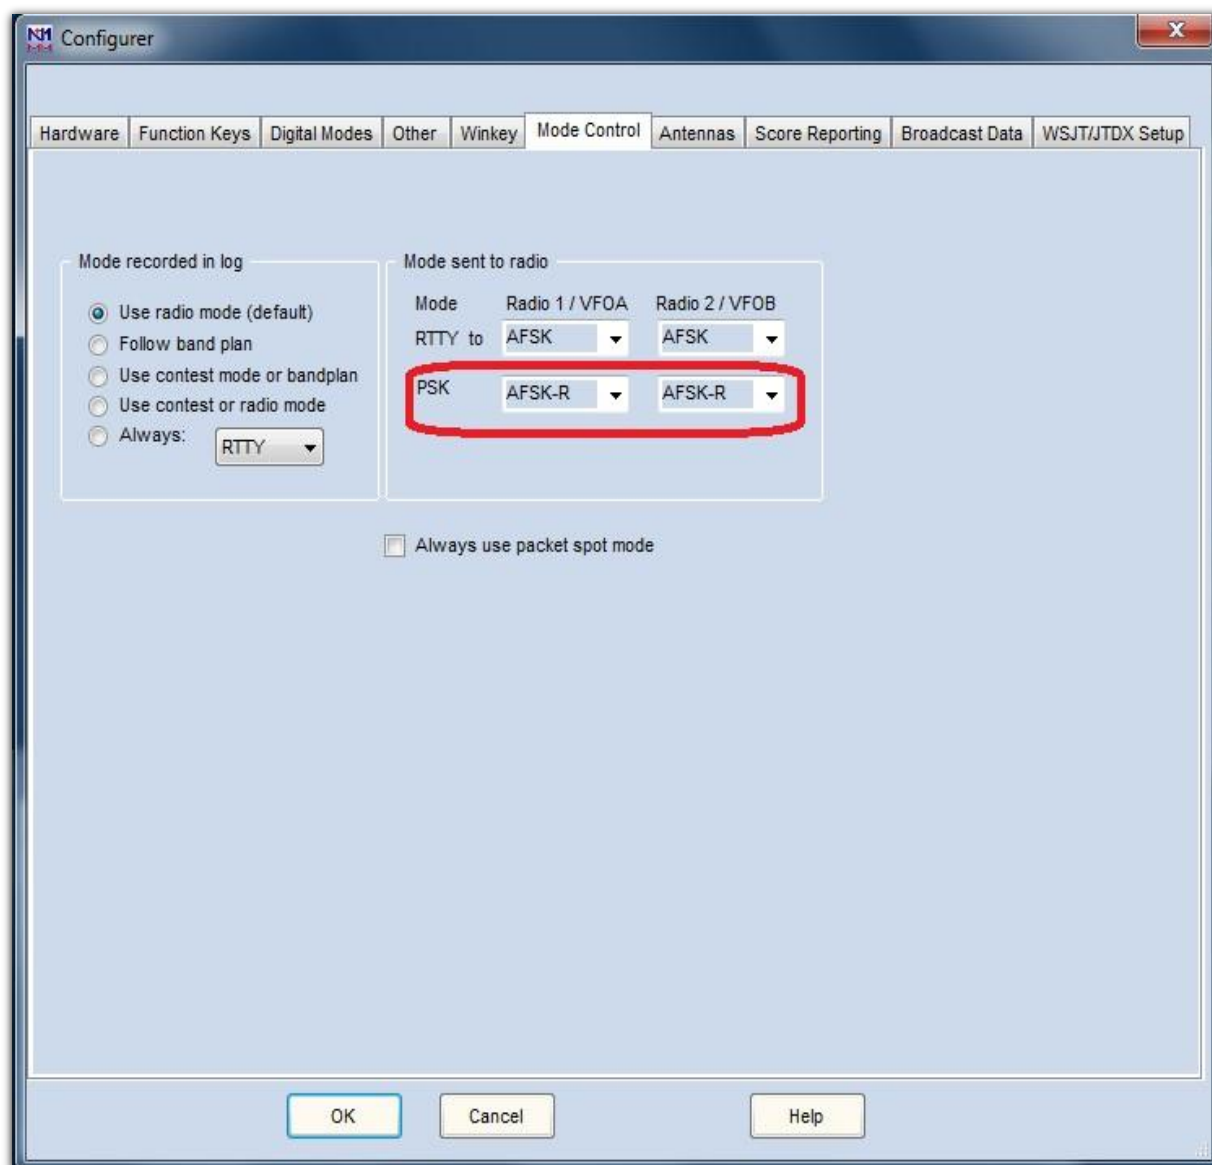 N1 MM Configurer
Hardware Function Keys Digital Modes Other Winkey Mode Control Antennas Score Reporting Broadcast Data WSJT/JTDX Setup
Mode recorded in log
Use radio mode (default)
Follow band plan
Use contest mode or bandplan
Use contest or radio mode
Always: RTTY
Mode sent to radio
Mode Radio 1 / VFOA Radio 2 / VFOB
RTTY to AFSK AFSK
PSK AFSK-R AFSK-R
Always use packet spot mode
OK Cancel Help